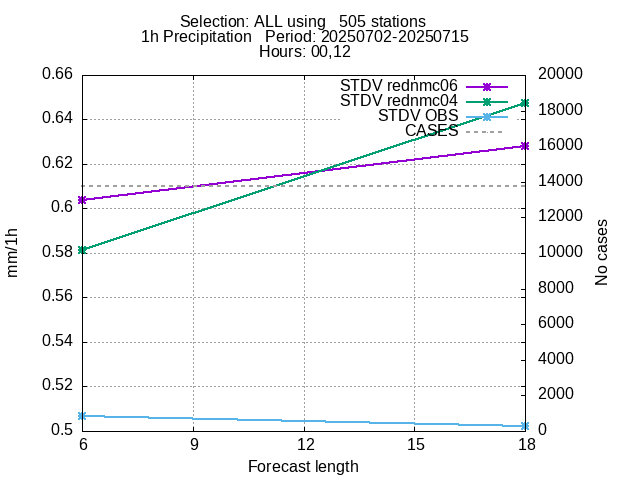 Selection: ALL using   505 stations
1h Precipitation   Period: 20250702-20250715
Hours: 00,12
STDV rednmc06
STDV rednmc04
STDV OBS
CASES
0.66
0.64
0.62
0.6
0.58
0.56
0.54
0.52
0.5
mm/1h
20000
18000
16000
14000
12000
10000
8000
6000
4000
2000
0
No cases
6 9 12 15 18
Forecast length